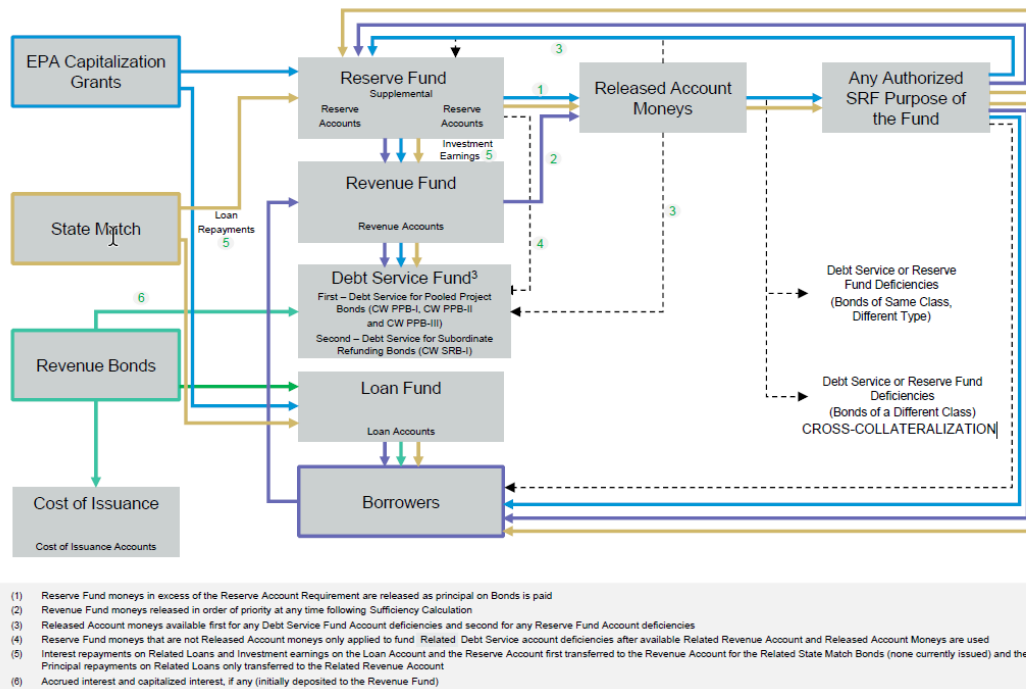 EPA Capitalization
Grants
State Match
Revenue Bonds
Cost of Issuance
Cost of Issuance Accounts
Reserve Fund
Supplemental
Reserve
Accounts
Reserve
Accounts
Investment
Earnings 5
Loan
Repayments
5
Revenue Fund
Revenue Accounts
Debt Service Fund³
First – Debt Service for Pooled Project
Bonds (CW PPB-I, CW PPB-II
and CW PPB-III)
Second – Debt Service for Subordinate
Refunding Bonds (CW SRB-I)
Loan Fund
Loan Accounts
Borrowers
Released Account
Moneys
Any Authorized
SRF Purpose of
the Fund
3
1
2
3
4
6
Debt Service or Reserve
Fund Deficiencies
(Bonds of Same Class,
Different Type)
Debt Service or Reserve Fund
Deficiencies
(Bonds of a Different Class)
CROSS-COLLATERALIZATION
(1) Reserve Fund moneys in excess of the Reserve Account Requirement are released as principal on Bonds is paid
(2) Revenue Fund moneys released in order of priority at any time following Sufficiency Calculation
(3) Released Account moneys available first for any Debt Service Fund Account deficiencies and second for any Reserve Fund Account deficiencies
(4) Reserve Fund moneys that are not Released Account moneys only applied to fund Related Debt Service account deficiencies after available Related Revenue Account and Released Account Moneys are used
(5) Interest repayments on Related Loans and Investment earnings on the Loan Account and the Reserve Account first transferred to the Revenue Account for the Related State Match Bonds (none currently issued) and the
Principal repayments on Related Loans only transferred to the Related Revenue Account
(6) Accrued interest and capitalized interest, if any (initially deposited to the Revenue Fund)